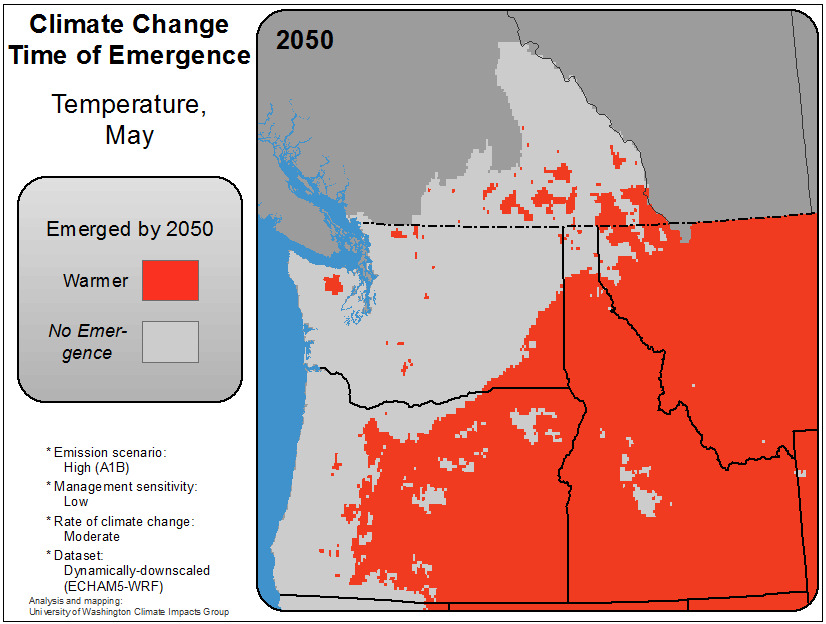 Climate Change
Time of Emergence
Temperature,
May
Emerged by 2050
Warmer
No Emer-
gence
* Emission scenario:
High (A1B)
* Management sensitivity:
Low
* Rate of climate change:
Moderate
* Dataset:
Dynamically-downscaled
(ECHAM5-WRF)
Analysis and mapping:
University of Washington Climate Impacts Group
2050